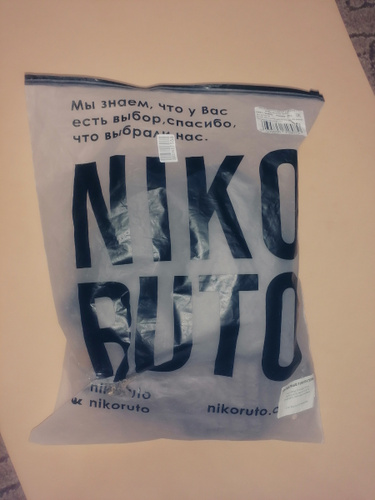 Мы знаем, что у Вас
есть выбор, спасибо,
что выбрали нас.
NIKO
RUTO
nikoruto
nikoruto
nikoruto.c